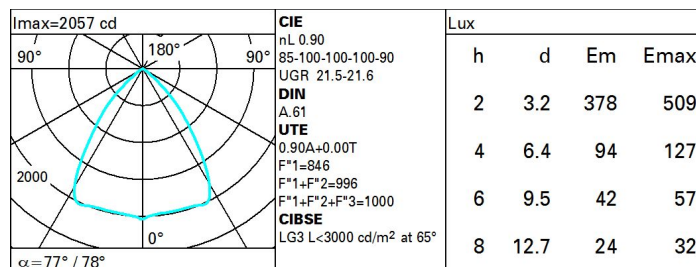 Imax=2057 cd
90° 180° 90°
2000
0°
α=77° / 78°
CIE
nL 0.90
85-100-100-100-90
UGR 21.5-21.6
DIN
A.61
UTE
0.90A+0.00T
F"1=846
F"1+F"2=996
F"1+F"2+F"3=1000
CIBSE
LG3 L<3000 cd/m² at 65°
Lux
h d Em Emax
2 3.2 378 509
4 6.4 94 127
6 9.5 42 57
8 12.7 24 32